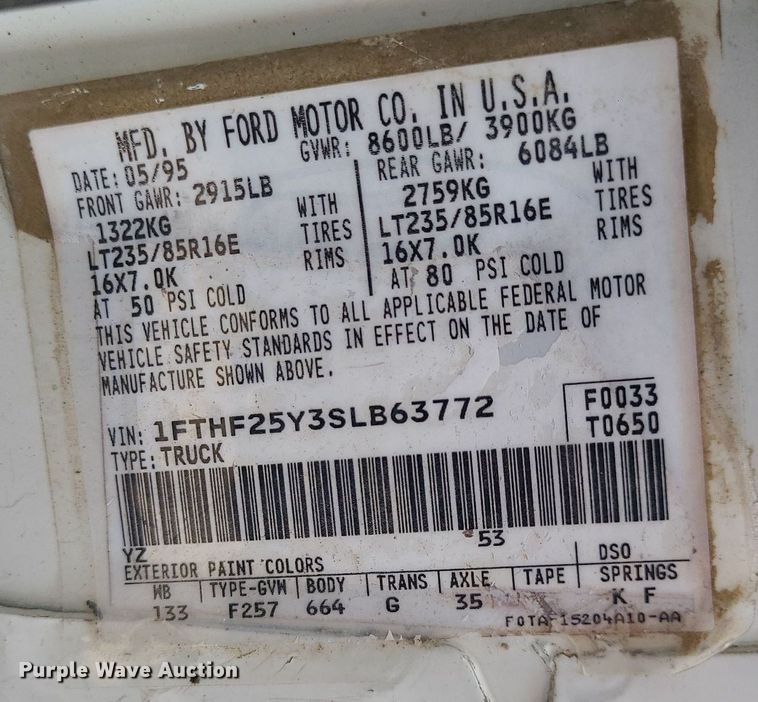 MFD. BY FORD MOTOR CO. IN U.S.A.
DATE: 05/95 GVWR: 8600LB/ 3900KG
FRONT GAWR: 2915LB REAR GAWR: 6084LB
1322KG WITH 2759KG WITH
LT235/85R16E TIRES LT235/85R16E TIRES
16X7.0K RIMS 16X7.0K RIMS
AT 50 PSI COLD AT 80 PSI COLD
THIS VEHICLE CONFORMS TO ALL APPLICABLE FEDERAL MOTOR
VEHICLE SAFETY STANDARDS IN EFFECT ON THE DATE OF
MANUFACTURE SHOWN ABOVE.
VIN: 1FTHF25Y3SLB63772 F0033
TYPE: TRUCK T0650
YZ 53
EXTERIOR PAINT COLORS DSO
WB TYPE-GVW BODY TRANS AXLE TAPE SPRINGS
133 F257 664 G 35 K F
F0TA-15204A10-AA
Purple Wave Auction